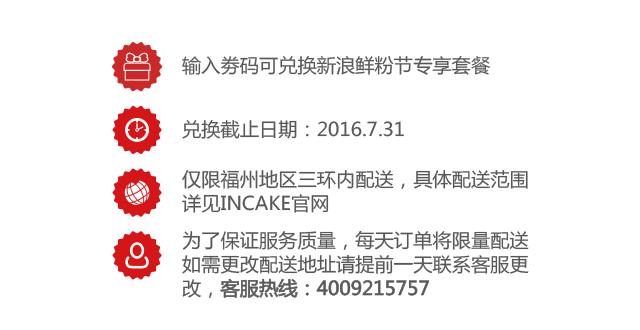 输入券码可兑换新浪鲜粉节专享套餐
兑换截止日期：2016.7.31
仅限福州地区三环内配送，具体配送范围
详见INCAKE官网
为了保证服务质量，每天订单将限量配送
如需更改配送地址请提前一天联系客服更
改，客服热线：4009215757